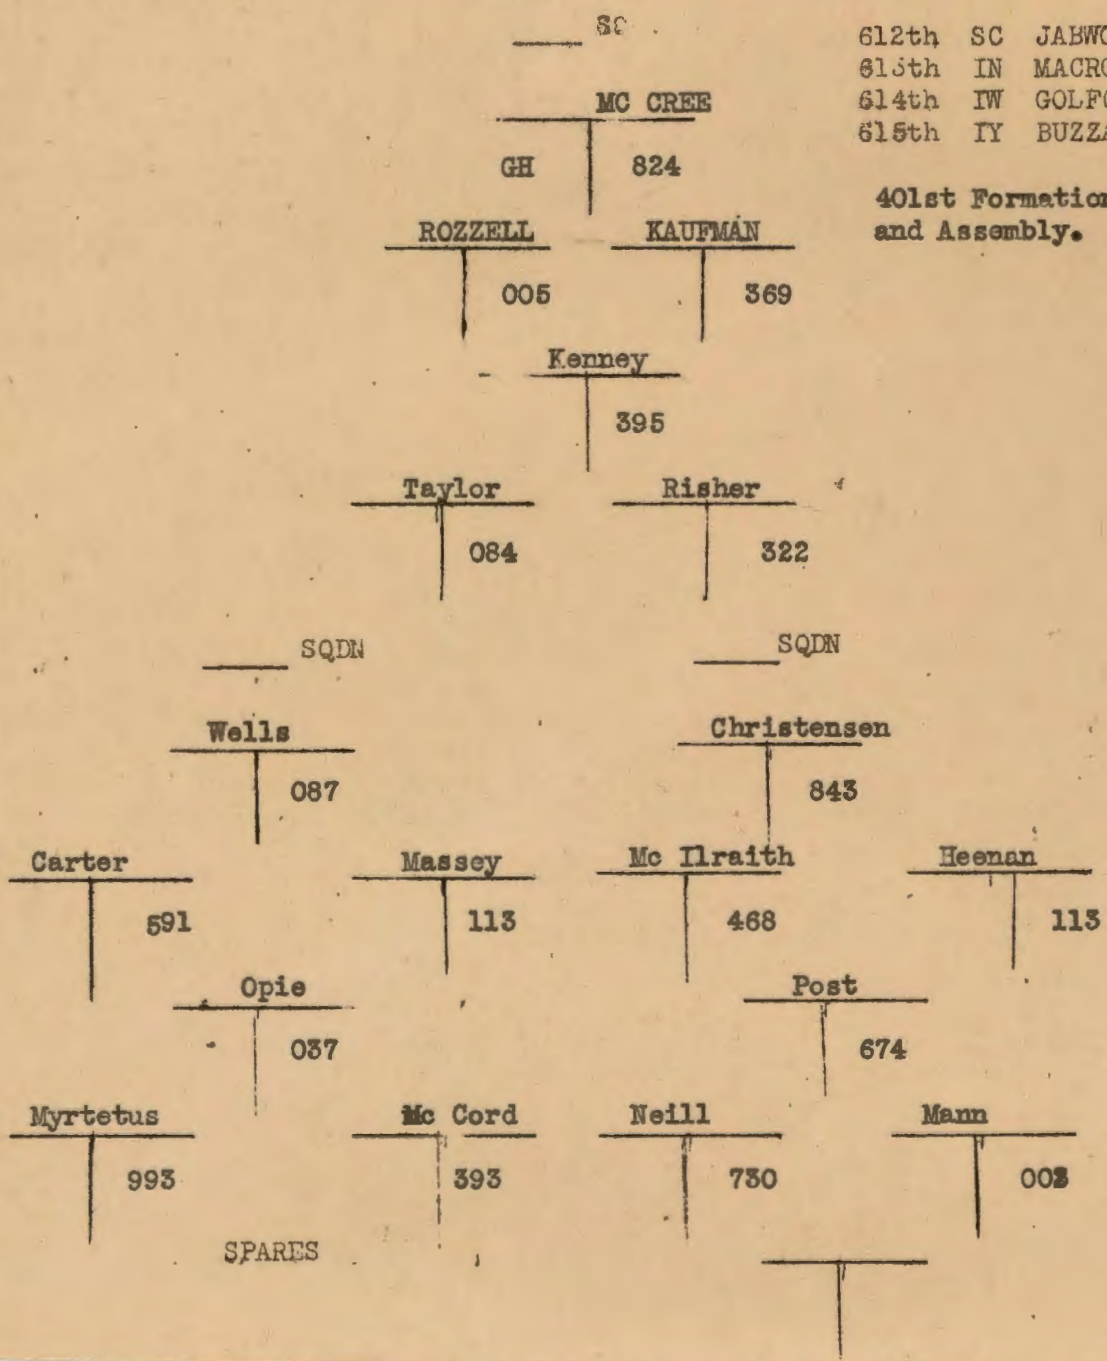 SC
612th SC JABWO
613th IN MACRO
614th IW GOLFC
615th IY BUZZA
401st Formation
and Assembly.
MC CREE
GH 824
ROZZELL KAUFMAN
005 369
Kenney
395
Taylor Risher
084 322
SQDN SQDN
Wells Christensen
087 843
Carter Massey Mc Ilraith Heenan
591 113 468 113
Opie Post
037 674
Myrtetus Mc Cord Neill Mann
993 393 730
SPARES